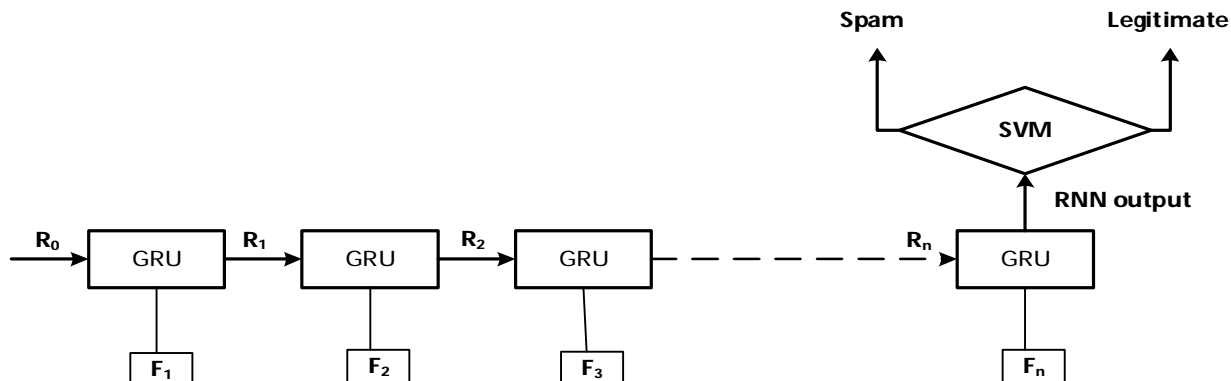 Spam
Legitimate
SVM
RNN output
R₀
GRU
R₁
GRU
R₂
GRU
Rₙ
GRU
F₁
F₂
F₃
Fₙ